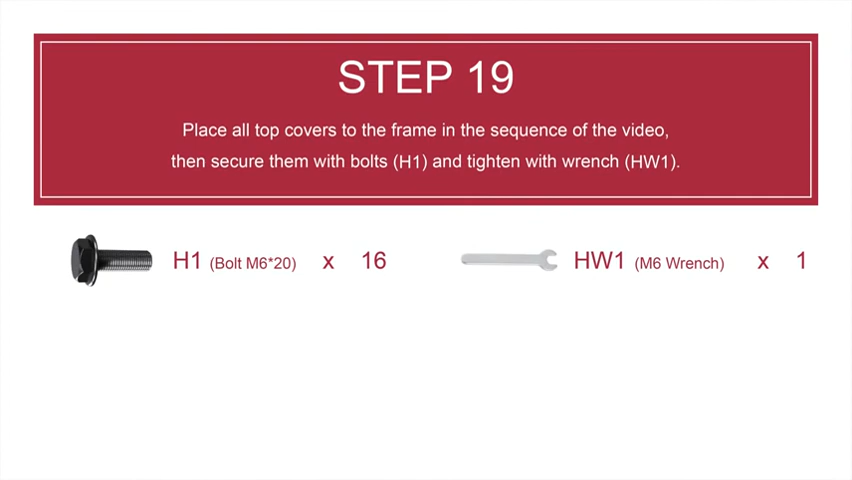 STEP 19
Place all top covers to the frame in the sequence of the video,
then secure them with bolts (H1) and tighten with wrench (HW1).
H1 (Bolt M6*20) x 16 HW1 (M6 Wrench) x 1